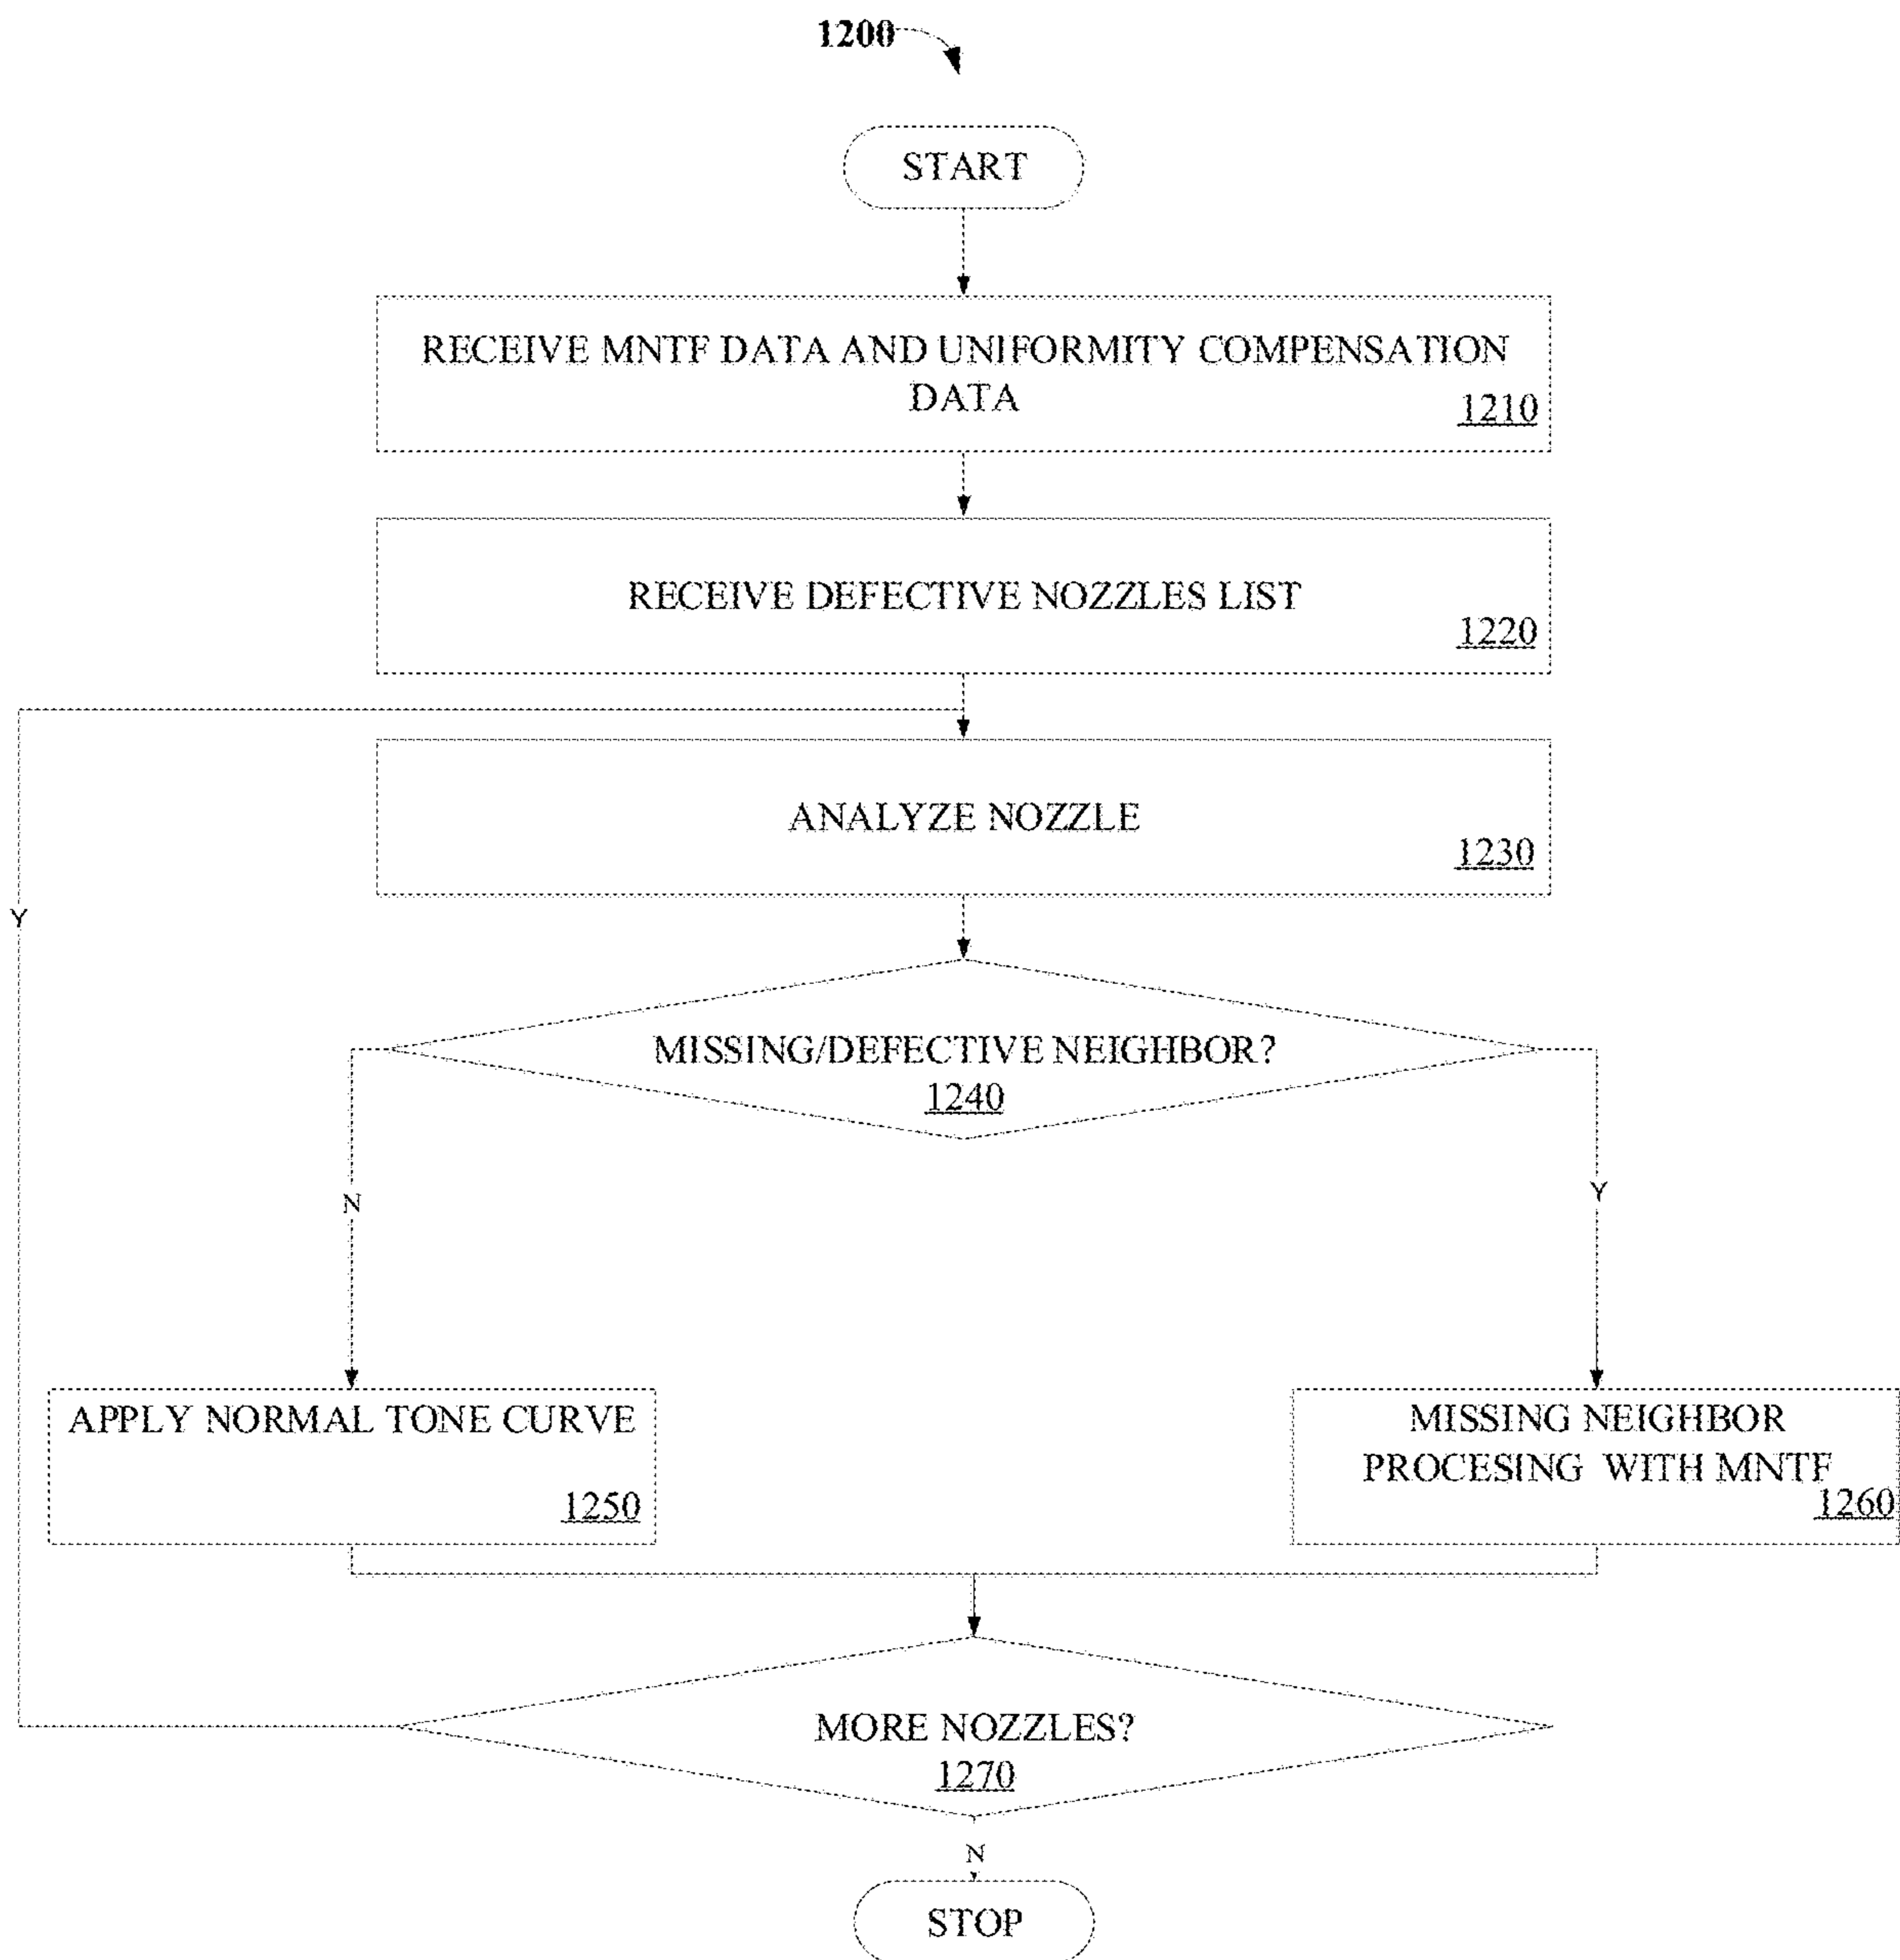 1200
START
RECEIVE MNTF DATA AND UNIFORMITY COMPENSATION
DATA
1210
RECEIVE DEFECTIVE NOZZLES LIST
1220
ANALYZE NOZZLE
1230
Y
MISSING/DEFECTIVE NEIGHBOR?
1240
N
Y
APPLY NORMAL TONE CURVE
1250
MISSING NEIGHBOR
PROCESING WITH MNTF
1260
MORE NOZZLES?
1270
N
STOP